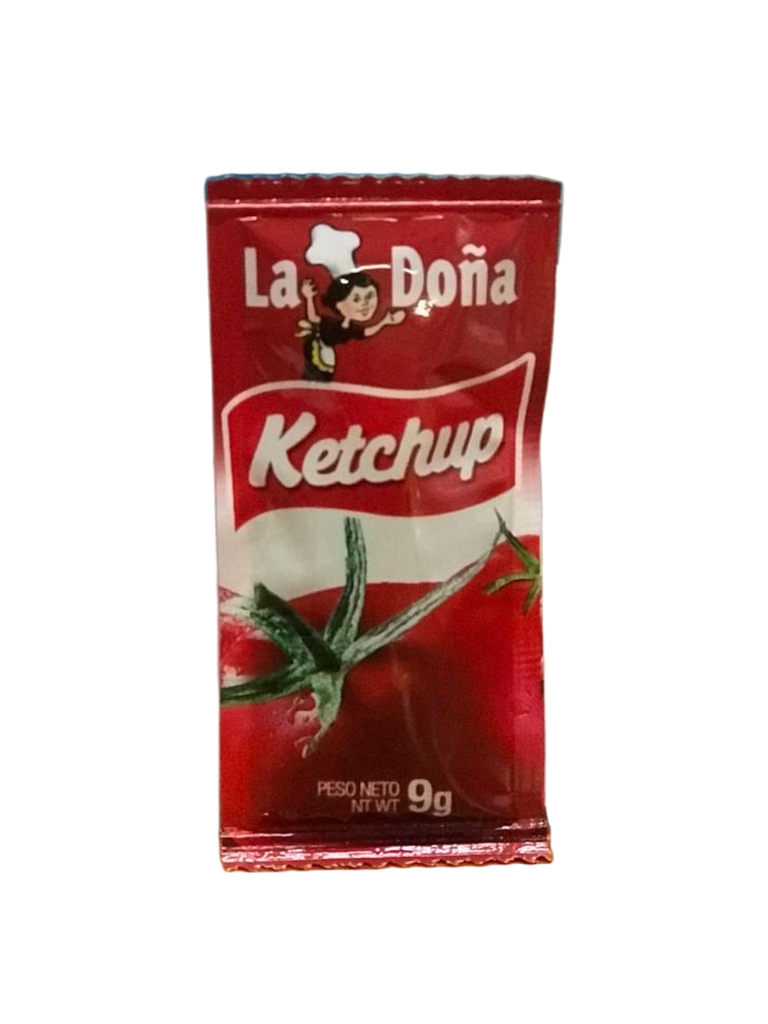 La Doña
Ketchup
PESO NETO
NT WT 9g